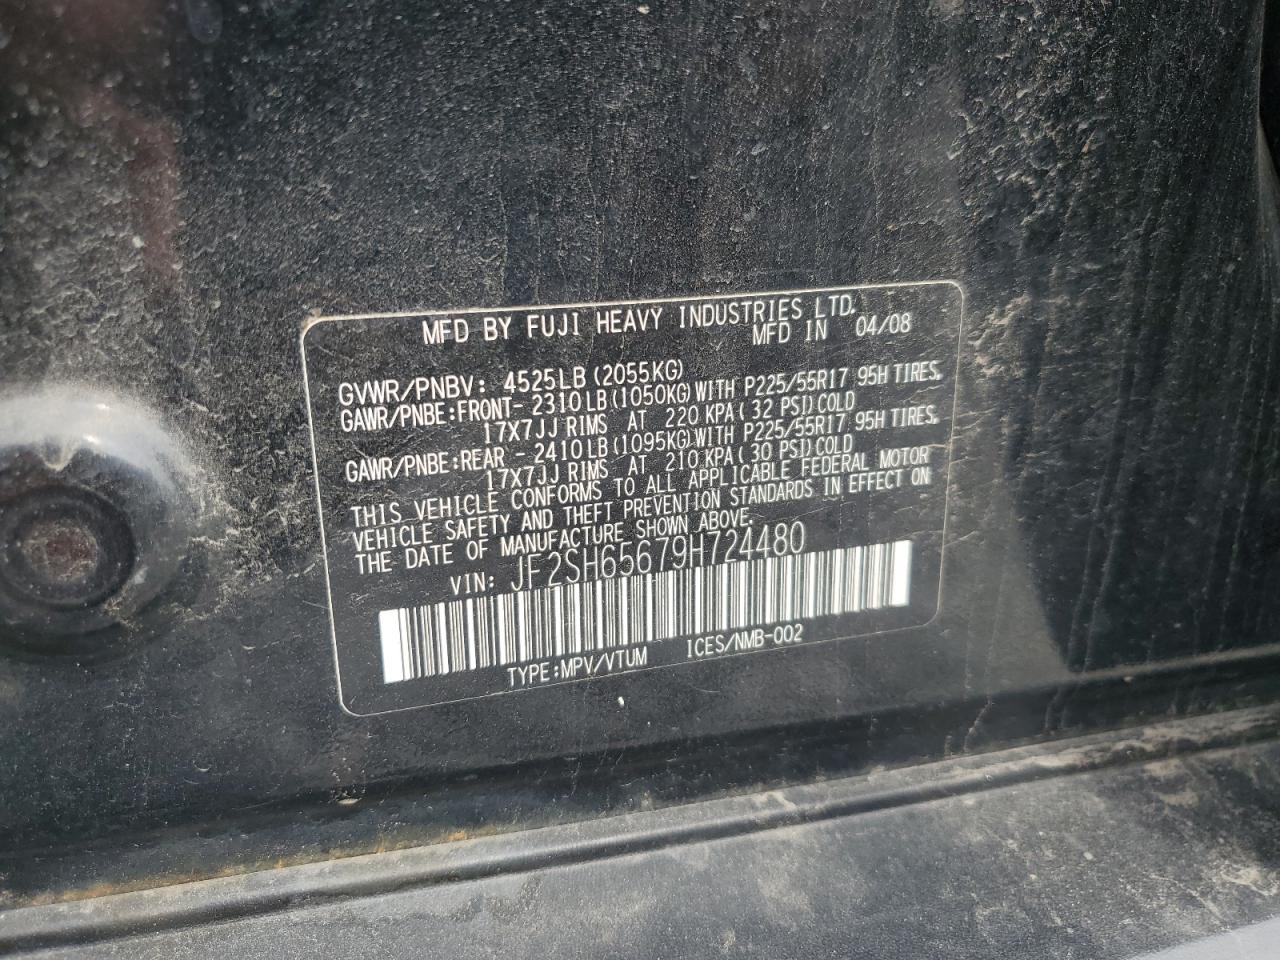 MFD BY FUJI HEAVY INDUSTRIES LTD.
MFD IN 04/08
GVWR/PNBV: 4525LB (2055KG)
GAWR/PNBE:FRONT- 2310LB(1050KG)WITH P225/55R17 95H TIRES,
17X7JJ RIMS AT 220 KPA( 32 PSI)COLD
GAWR/PNBE:REAR - 2410LB(1095KG)WITH P225/55R17 95H TIRES,
17X7JJ RIMS AT 210 KPA( 30 PSI)COLD
THIS VEHICLE CONFORMS TO ALL APPLICABLE FEDERAL MOTOR
VEHICLE SAFETY AND THEFT PREVENTION STANDARDS IN EFFECT ON
THE DATE OF MANUFACTURE SHOWN ABOVE.
VIN: JF2SH65679H724480
TYPE:MPV/VTUM ICES/NMB-002